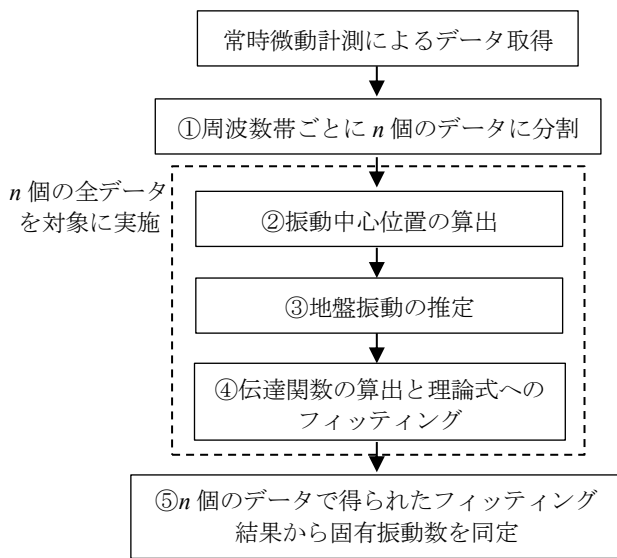 常時微動計測によるデータ取得
①周波数帯ごとに n 個のデータに分割
n 個の全データ
を対象に実施
②振動中心位置の算出
③地盤振動の推定
④伝達関数の算出と理論式への
フィッティング
⑤n 個のデータで得られたフィッティング
結果から固有振動数を同定